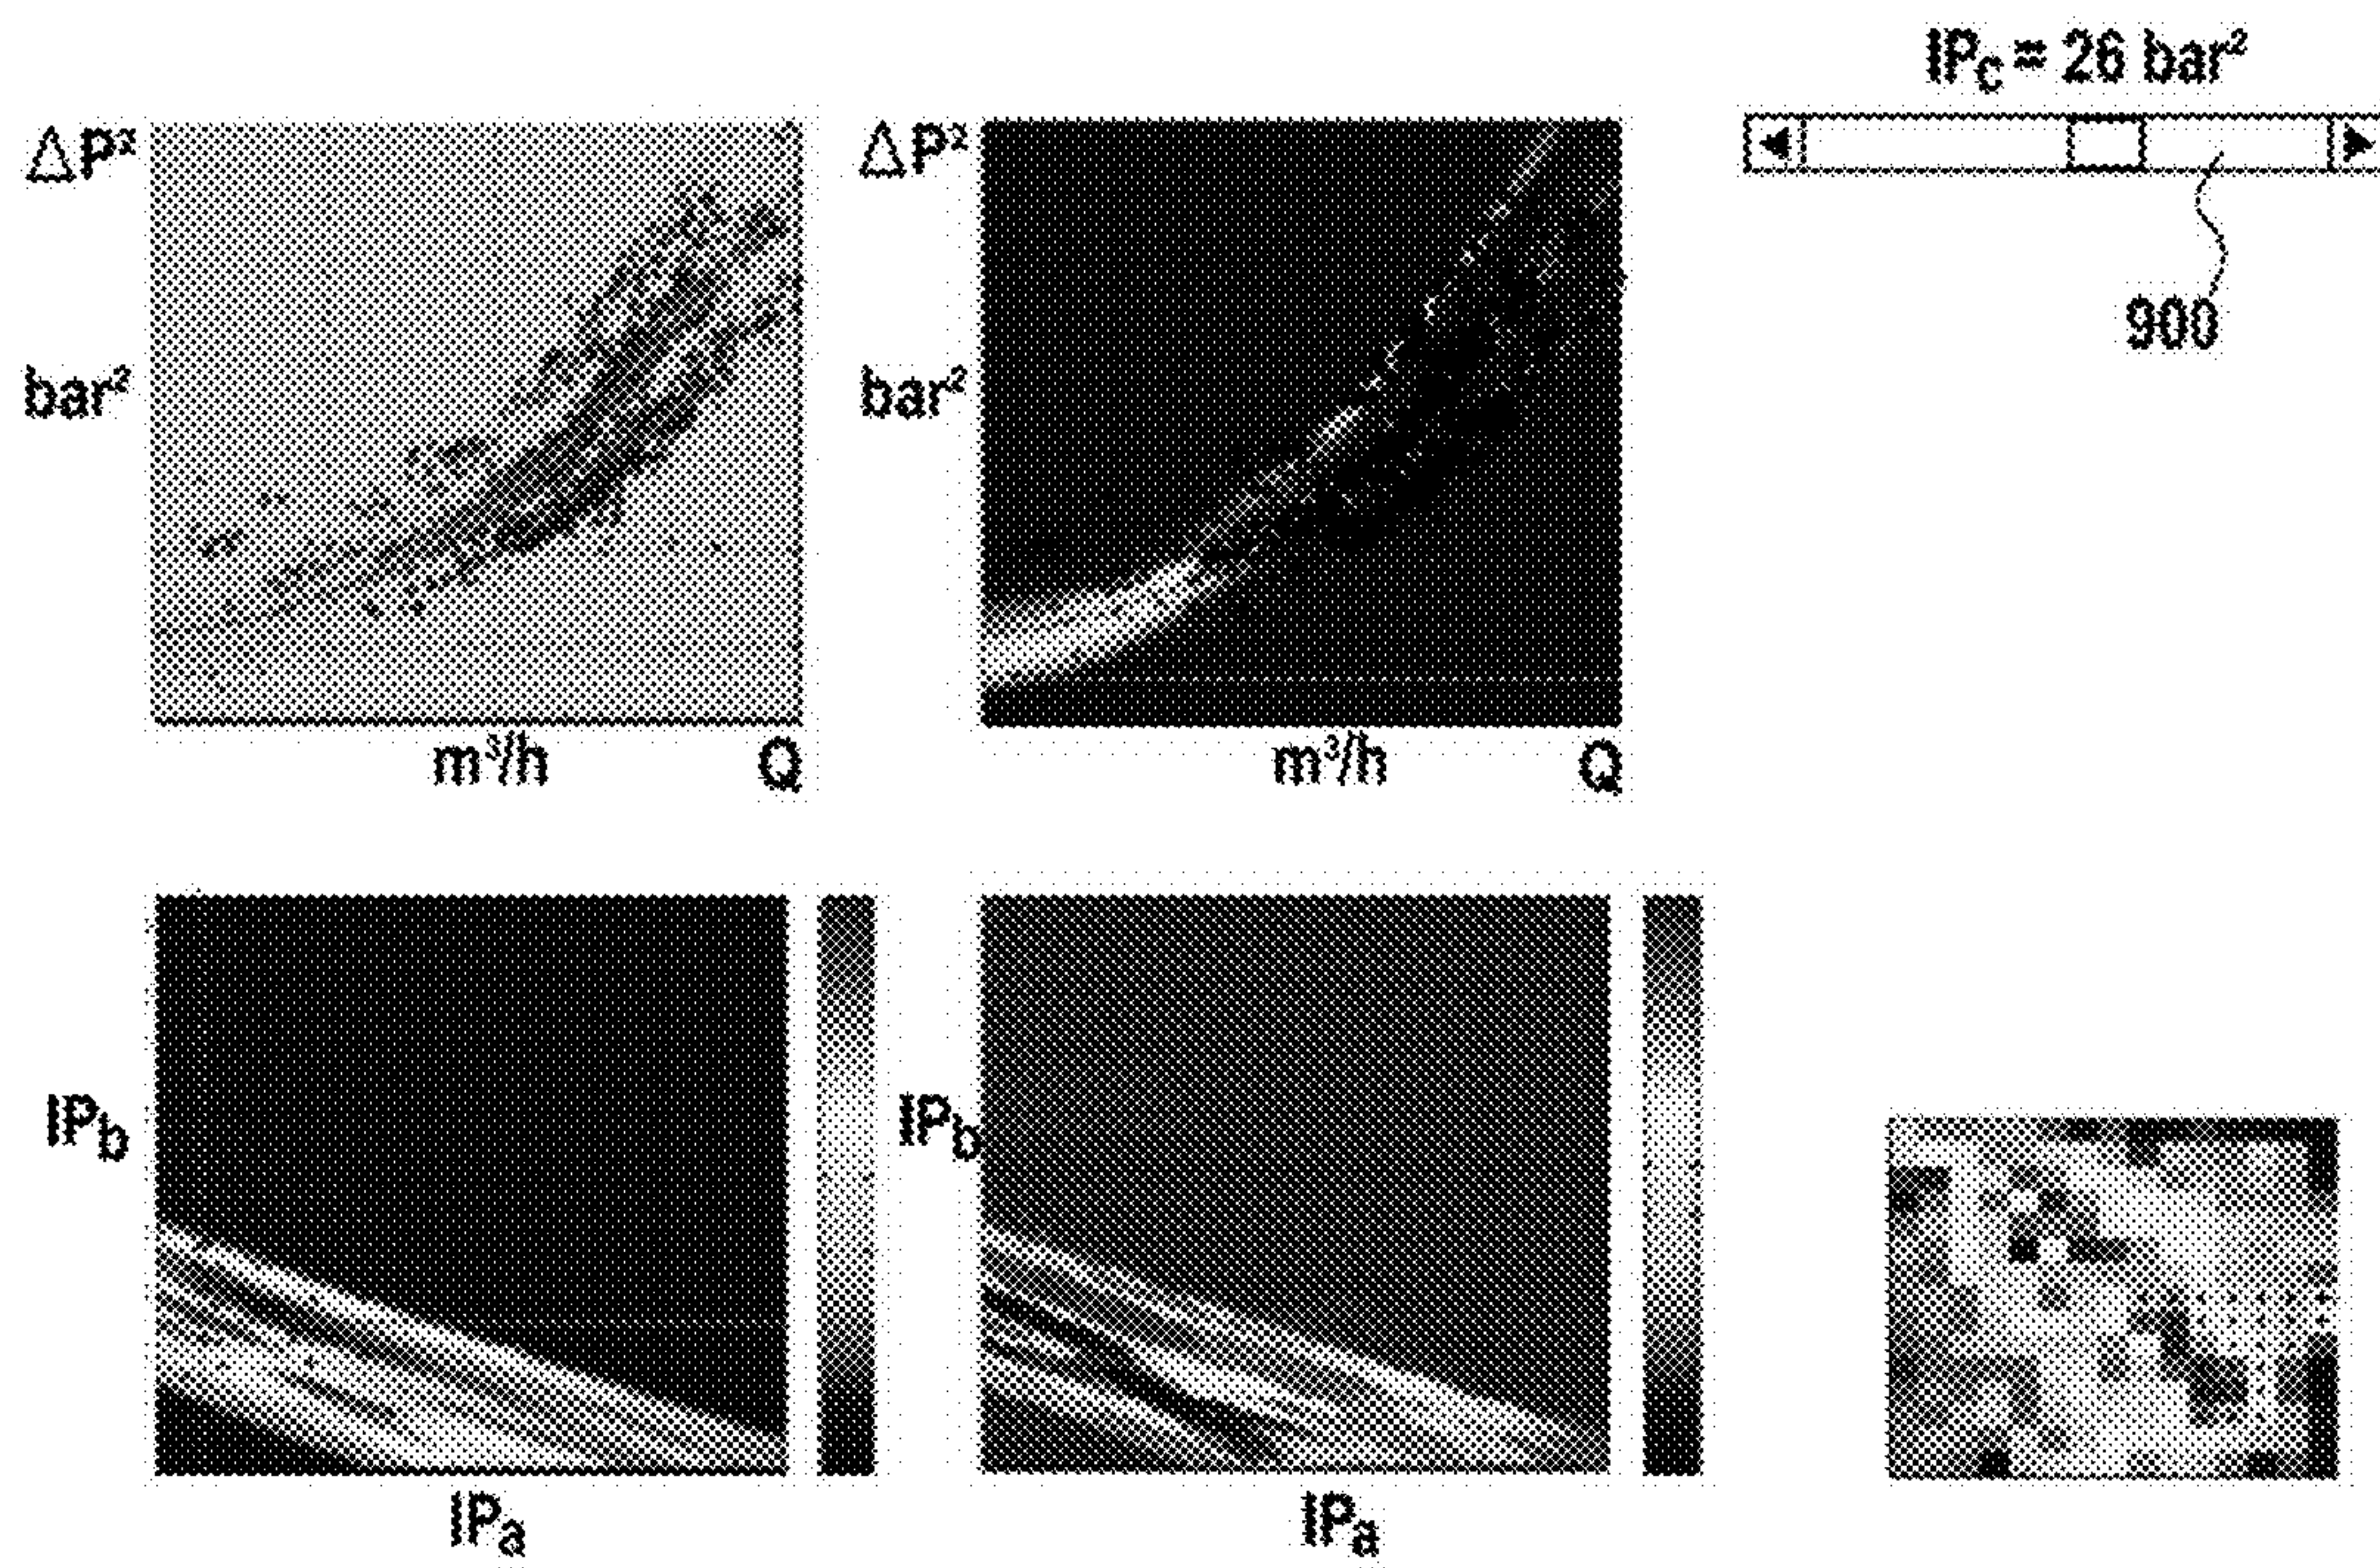 IPc = 26 bar²
900
ΔP²
bar²
m³/h
Q
ΔP²
bar²
m³/h
Q
IPb
IPa
IPb
IPa